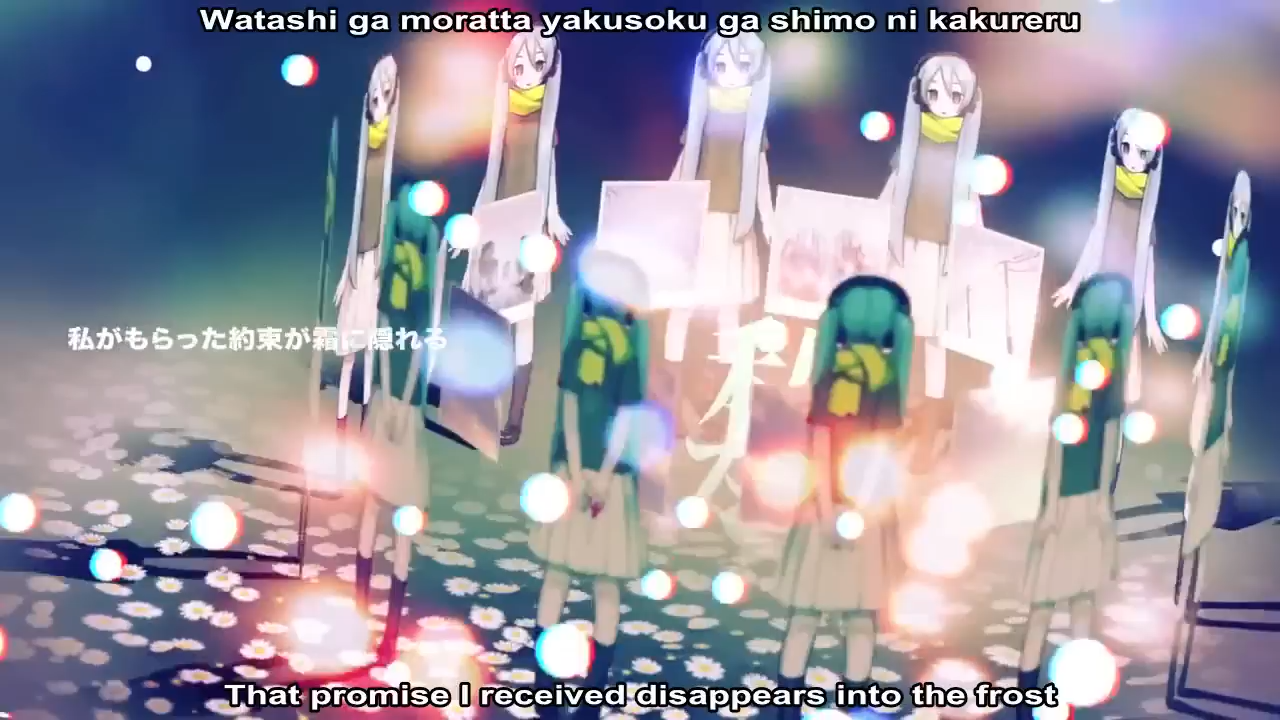 Watashi ga moratta yakusoku ga shimo ni kakureru
私がもらった約束が霜に隠れる
That promise I received disappears into the frost